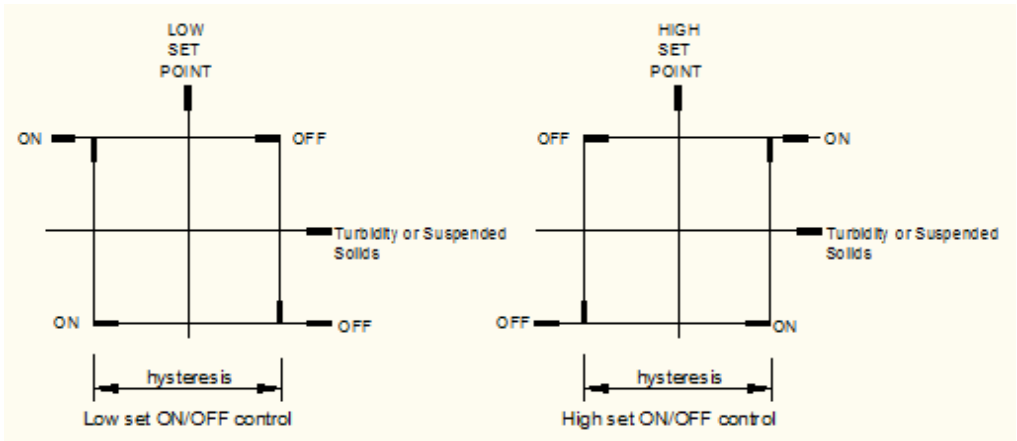 LOW
SET
POINT
ON
OFF
Turbidity or Suspended
Solids
ON
OFF
hysteresis
Low set ON/OFF control
HIGH
SET
POINT
OFF
ON
Turbidity or Suspended
Solids
OFF
ON
hysteresis
High set ON/OFF control